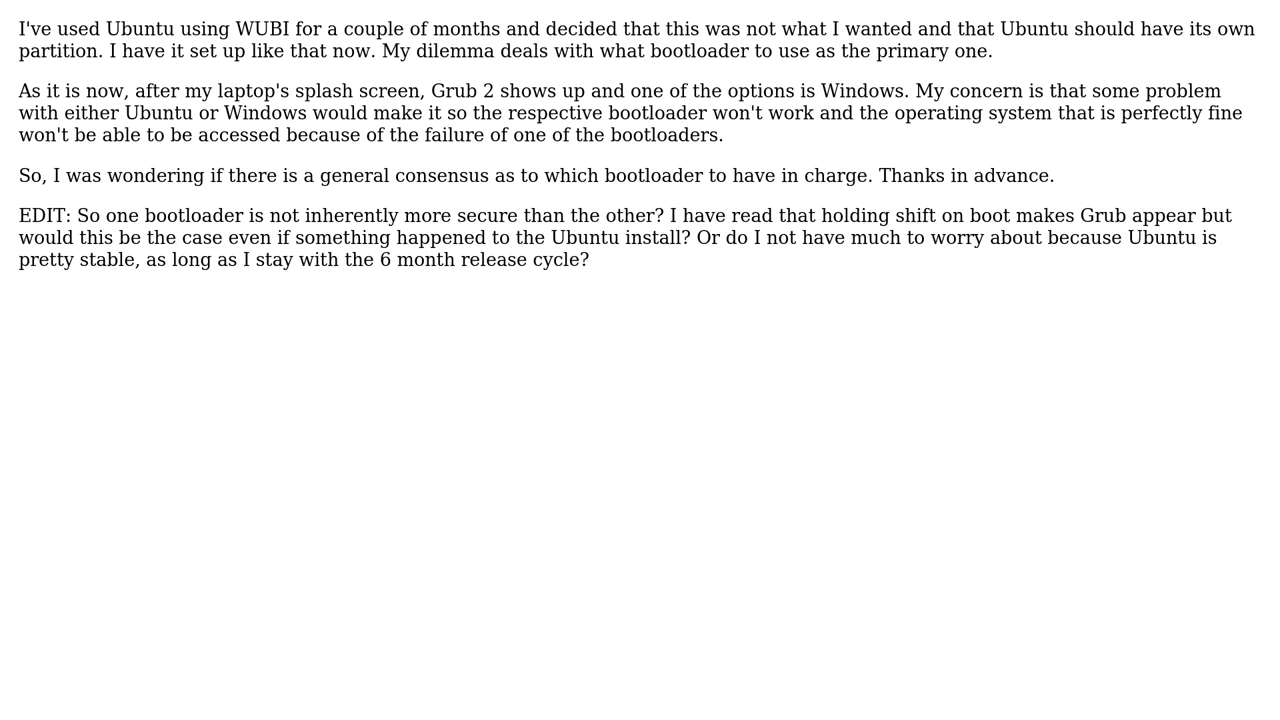 I've used Ubuntu using WUBI for a couple of months and decided that this was not what I wanted and that Ubuntu should have its own
partition. I have it set up like that now. My dilemma deals with what bootloader to use as the primary one.
As it is now, after my laptop's splash screen, Grub 2 shows up and one of the options is Windows. My concern is that some problem
with either Ubuntu or Windows would make it so the respective bootloader won't work and the operating system that is perfectly fine
won't be able to be accessed because of the failure of one of the bootloaders.
So, I was wondering if there is a general consensus as to which bootloader to have in charge. Thanks in advance.
EDIT: So one bootloader is not inherently more secure than the other? I have read that holding shift on boot makes Grub appear but
would this be the case even if something happened to the Ubuntu install? Or do I not have much to worry about because Ubuntu is
pretty stable, as long as I stay with the 6 month release cycle?